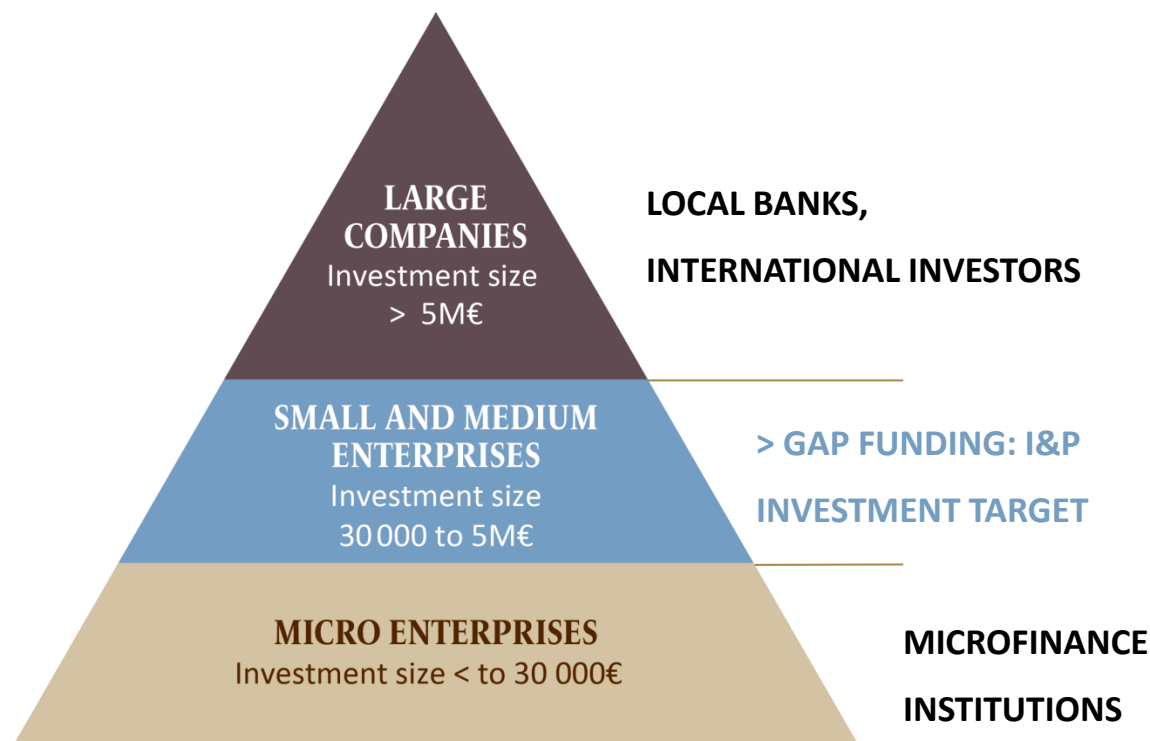 LARGE
COMPANIES
Investment size
> 5M€
LOCAL BANKS,
INTERNATIONAL INVESTORS
SMALL AND MEDIUM
ENTERPRISES
Investment size
30 000 to 5M€
> GAP FUNDING: I&P
INVESTMENT TARGET
MICRO ENTERPRISES
Investment size < to 30 000€
MICROFINANCE
INSTITUTIONS